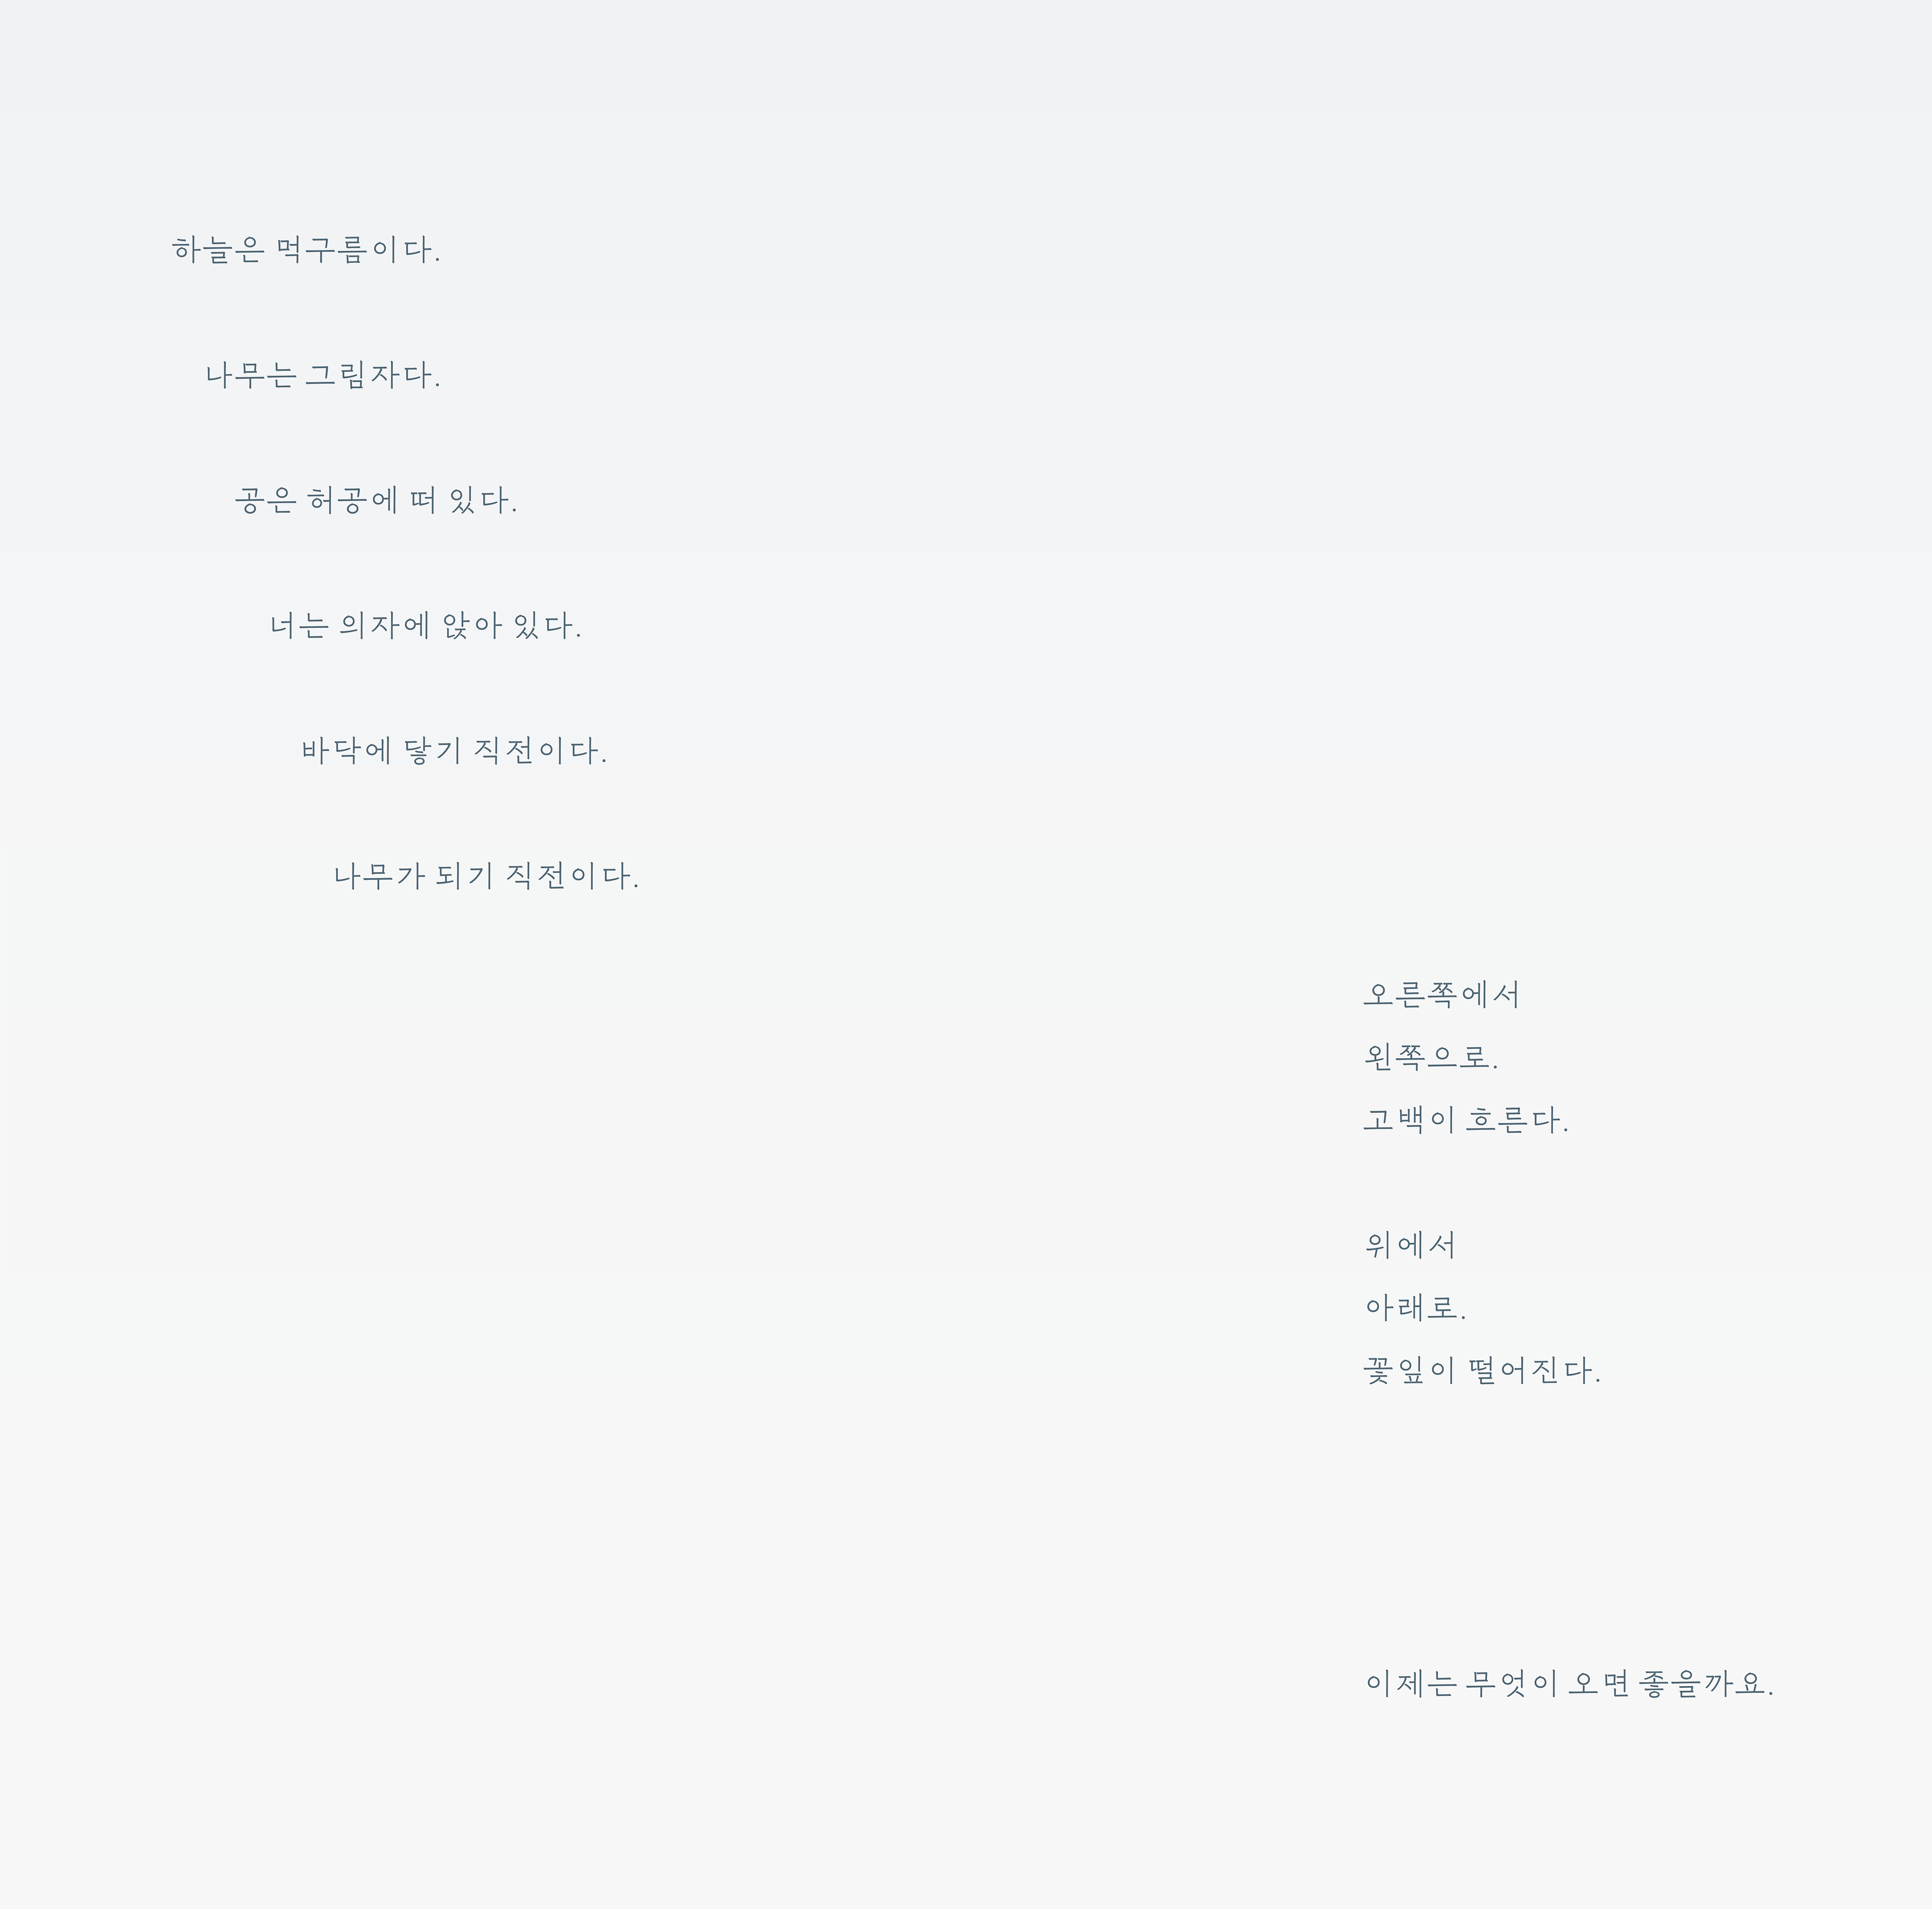 하늘은 먹구름이다.
나무는 그림자다.
공은 허공에 떠 있다.
너는 의자에 앉아 있다.
바닥에 닿기 직전이다.
나무가 되기 직전이다.
오른쪽에서
왼쪽으로.
고백이 흐른다.
위에서
아래로.
꽃잎이 떨어진다.
이제는 무엇이 오면 좋을까요.